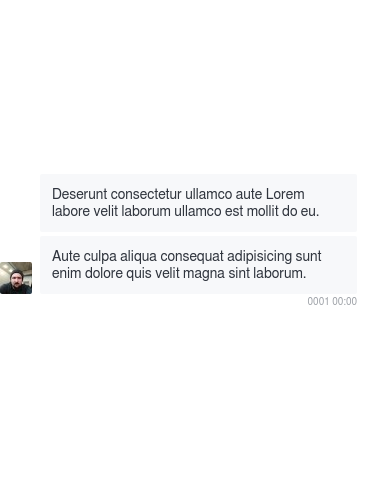 Deserunt consectetur ullamco aute Lorem
labore velit laborum ullamco est mollit do eu.
Aute culpa aliqua consequat adipisicing sunt
enim dolore quis velit magna sint laborum.
0001 00:00